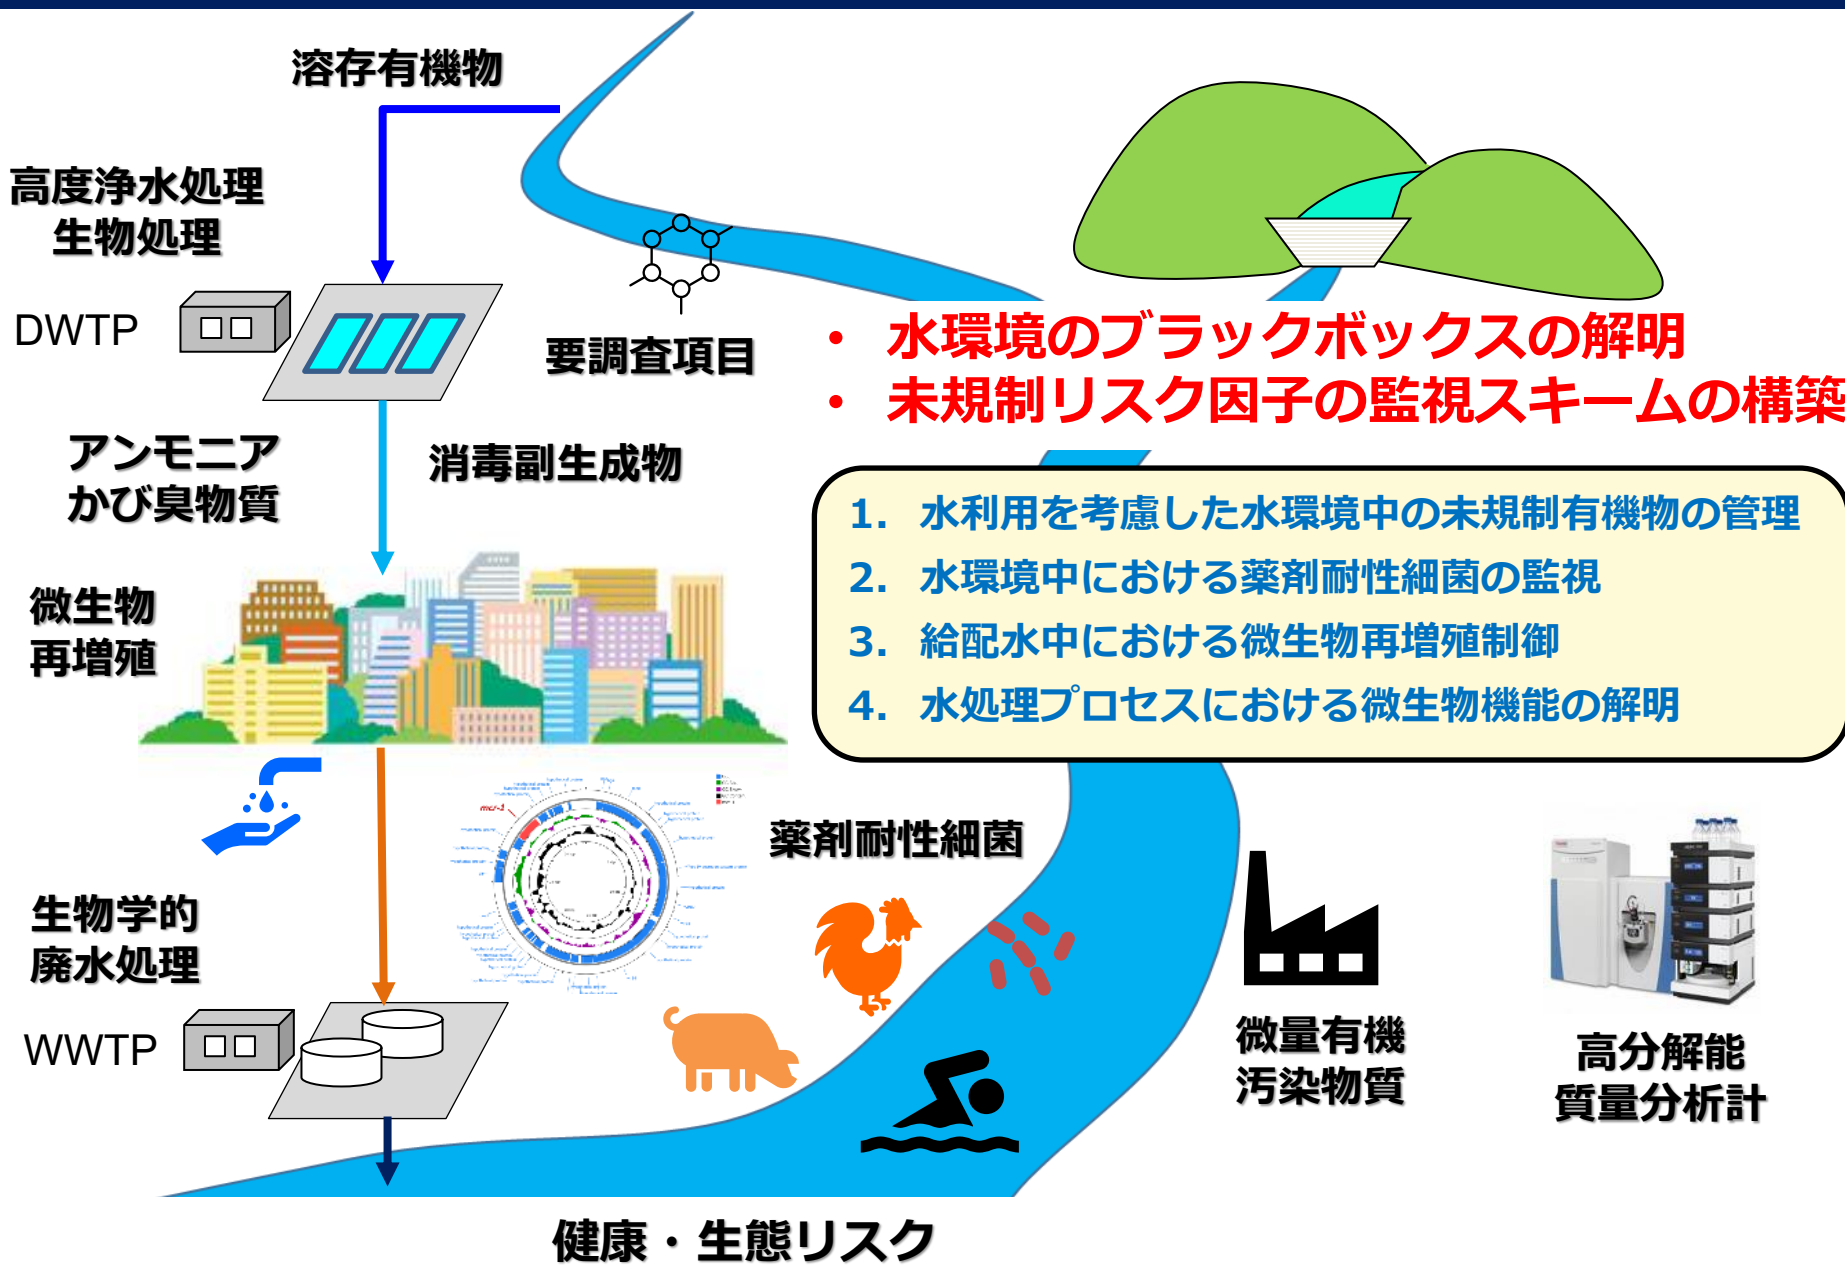 溶存有機物
高度浄水処理
生物処理
DWTP
要調査項目
• 水環境のブラックボックスの解明
• 未規制リスク因子の監視スキームの構築
アンモニア
かび臭物質
消毒副生成物
1. 水利用を考慮した水環境中の未規制有機物の管理
2. 水環境中における薬剤耐性細菌の監視
3. 給配水中における微生物再増殖制御
4. 水処理プロセスにおける微生物機能の解明
微生物
再増殖
mcr-1
薬剤耐性細菌
生物学的
廃水処理
WWTP
微量有機
汚染物質
高分解能
質量分析計
健康・生態リスク